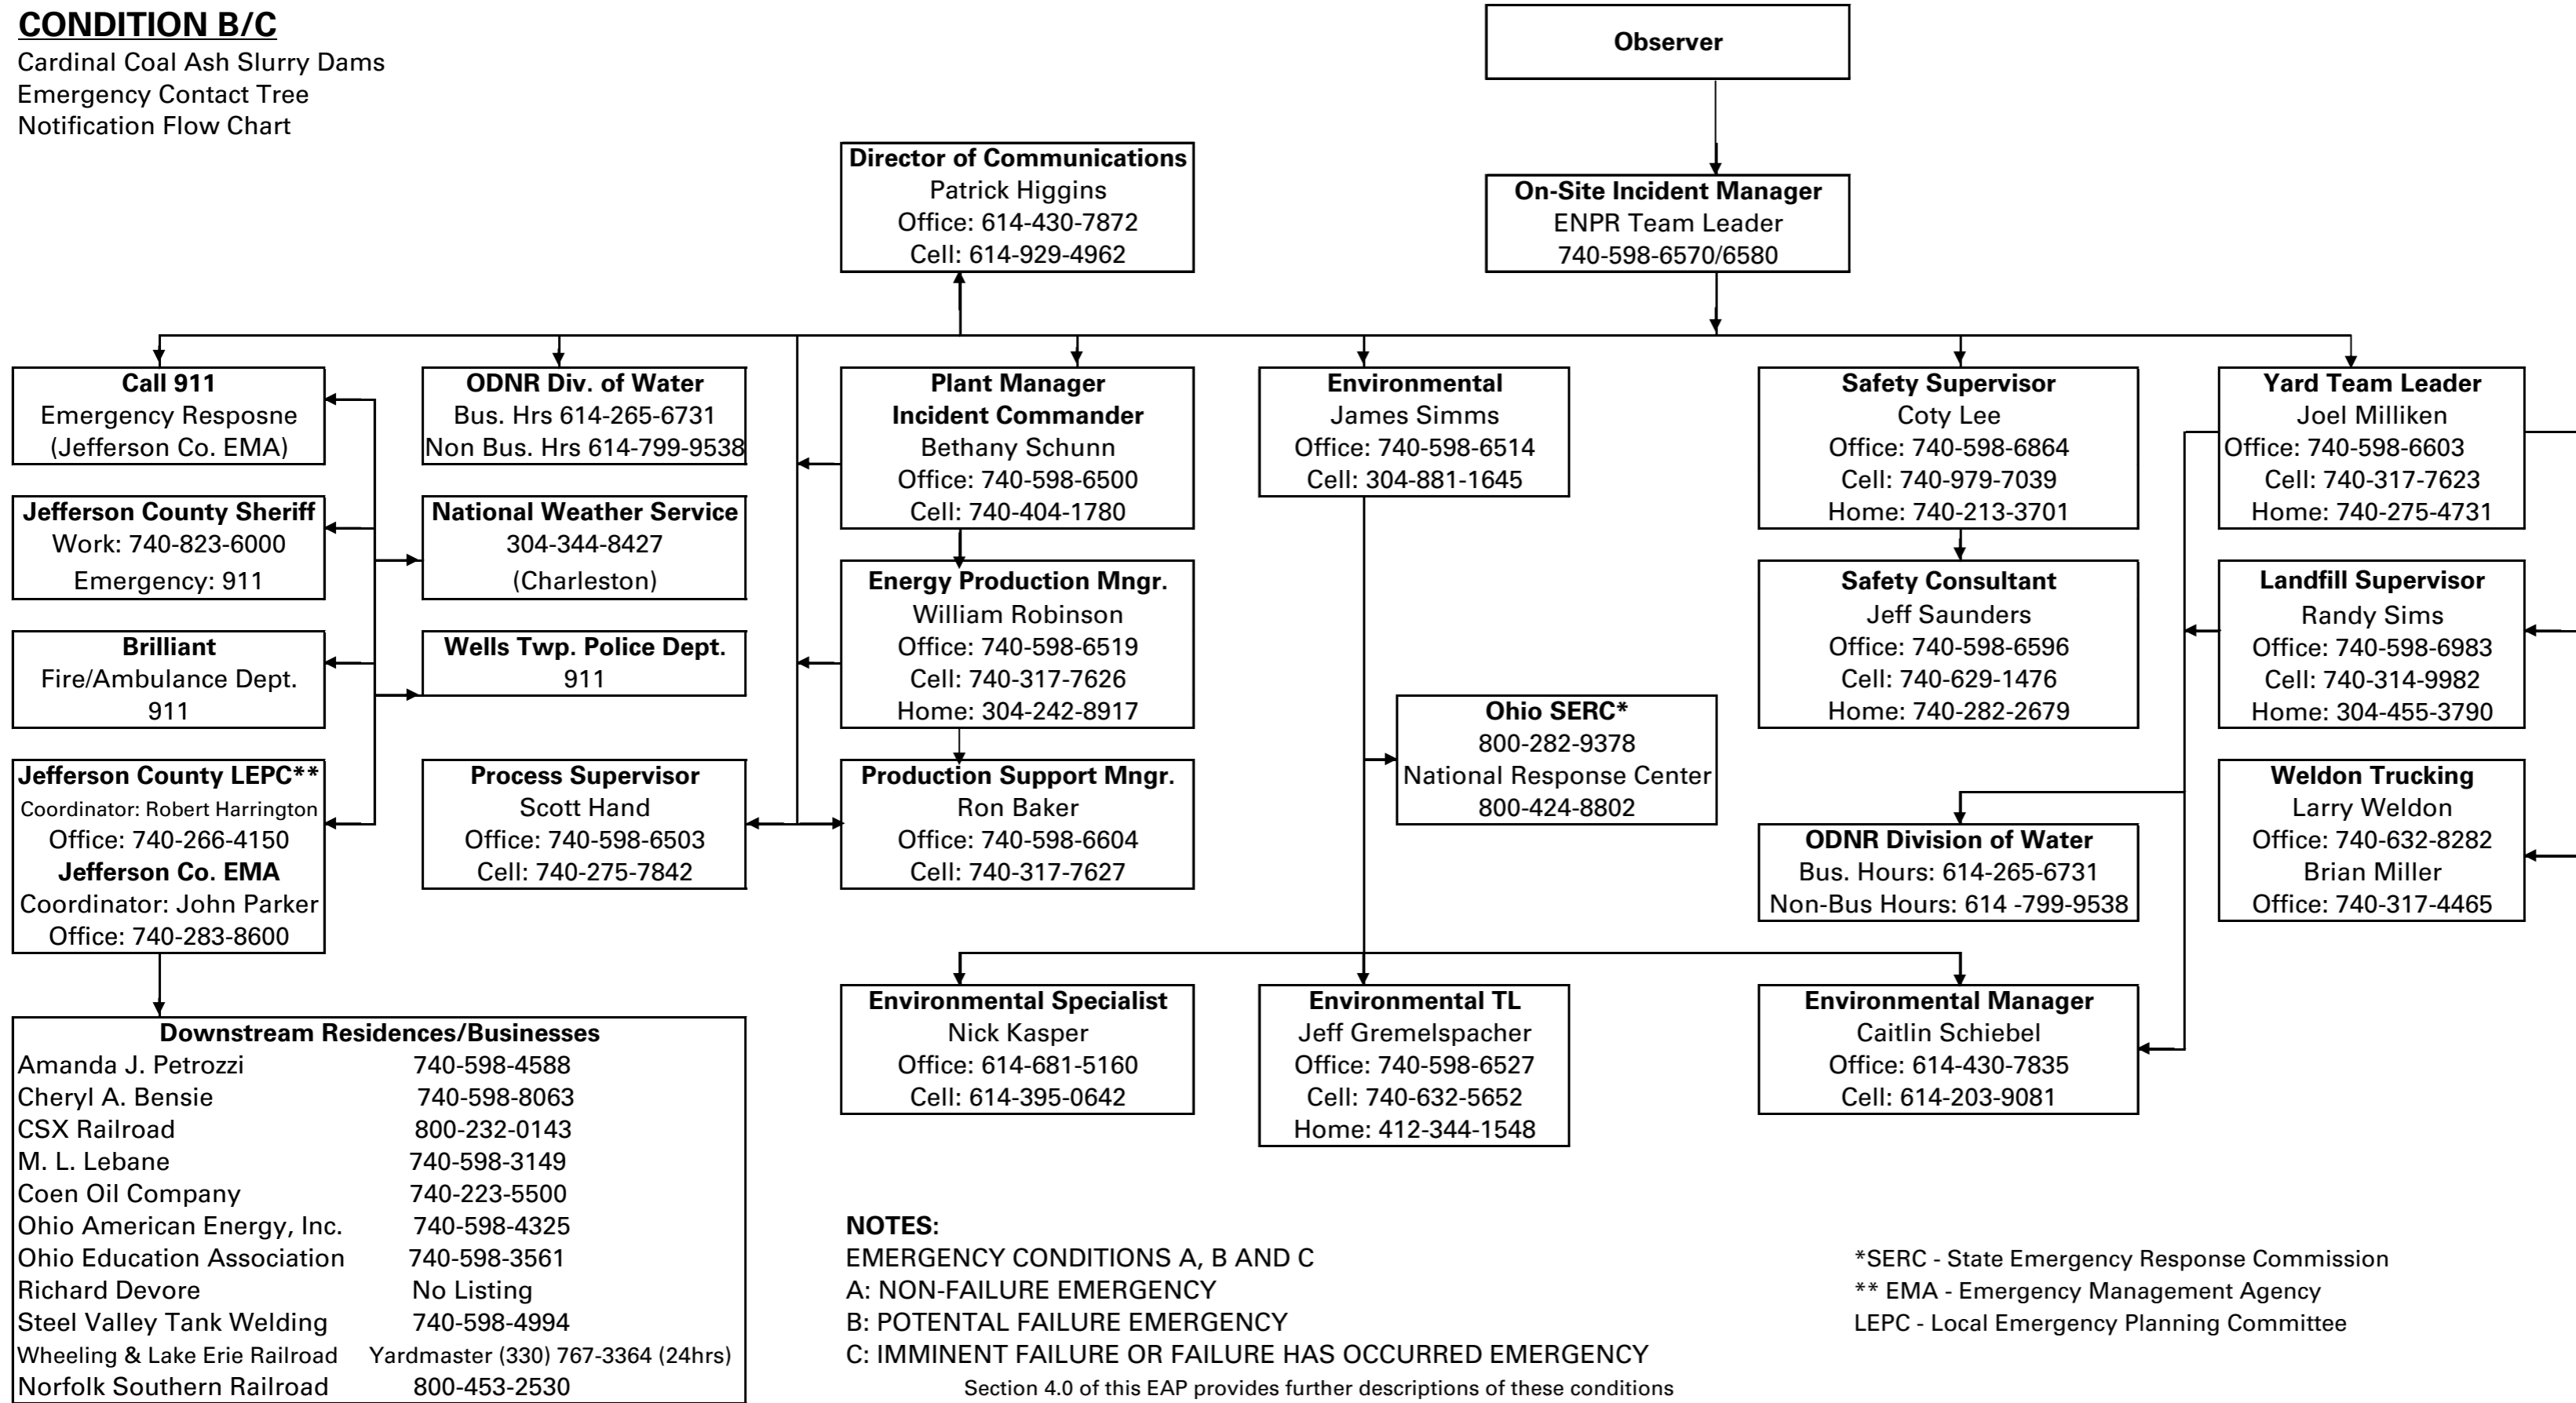 CONDITION B/C
Cardinal Coal Ash Slurry Dams
Emergency Contact Tree
Notification Flow Chart
Observer
Director of Communications
Patrick Higgins
Office: 614-430-7872
Cell: 614-929-4962
On-Site Incident Manager
ENPR Team Leader
740-598-6570/6580
Call 911
Emergency Resposne
(Jefferson Co. EMA)
ODNR Div. of Water
Bus. Hrs 614-265-6731
Non Bus. Hrs 614-799-9538
Plant Manager
Incident Commander
Bethany Schunn
Office: 740-598-6500
Cell: 740-404-1780
Environmental
James Simms
Office: 740-598-6514
Cell: 304-881-1645
Safety Supervisor
Coty Lee
Office: 740-598-6864
Cell: 740-979-7039
Home: 740-213-3701
Yard Team Leader
Joel Milliken
Office: 740-598-6603
Cell: 740-317-7623
Home: 740-275-4731
Jefferson County Sheriff
Work: 740-823-6000
Emergency: 911
National Weather Service
304-344-8427
(Charleston)
Energy Production Mngr.
William Robinson
Office: 740-598-6519
Cell: 740-317-7626
Home: 304-242-8917
Safety Consultant
Jeff Saunders
Office: 740-598-6596
Cell: 740-629-1476
Home: 740-282-2679
Landfill Supervisor
Randy Sims
Office: 740-598-6983
Cell: 740-314-9982
Home: 304-455-3790
Brilliant
Fire/Ambulance Dept.
911
Wells Twp. Police Dept.
911
Ohio SERC*
800-282-9378
National Response Center
800-424-8802
Jefferson County LEPC**
Coordinator: Robert Harrington
Office: 740-266-4150
Jefferson Co. EMA
Coordinator: John Parker
Office: 740-283-8600
Process Supervisor
Scott Hand
Office: 740-598-6503
Cell: 740-275-7842
Production Support Mngr.
Ron Baker
Office: 740-598-6604
Cell: 740-317-7627
ODNR Division of Water
Bus. Hours: 614-265-6731
Non-Bus Hours: 614 -799-9538
Weldon Trucking
Larry Weldon
Office: 740-632-8282
Brian Miller
Office: 740-317-4465
Environmental Specialist
Nick Kasper
Office: 614-681-5160
Cell: 614-395-0642
Environmental TL
Jeff Gremelspacher
Office: 740-598-6527
Cell: 740-632-5652
Home: 412-344-1548
Environmental Manager
Caitlin Schiebel
Office: 614-430-7835
Cell: 614-203-9081
Downstream Residences/Businesses
Amanda J. Petrozzi 740-598-4588
Cheryl A. Bensie 740-598-8063
CSX Railroad 800-232-0143
M. L. Lebane 740-598-3149
Coen Oil Company 740-223-5500
Ohio American Energy, Inc. 740-598-4325
Ohio Education Association 740-598-3561
Richard Devore No Listing
Steel Valley Tank Welding 740-598-4994
Wheeling & Lake Erie Railroad Yardmaster (330) 767-3364 (24hrs)
Norfolk Southern Railroad 800-453-2530
NOTES:
EMERGENCY CONDITIONS A, B AND C
A: NON-FAILURE EMERGENCY
B: POTENTAL FAILURE EMERGENCY
C: IMMINENT FAILURE OR FAILURE HAS OCCURRED EMERGENCY
Section 4.0 of this EAP provides further descriptions of these conditions
*SERC - State Emergency Response Commission
** EMA - Emergency Management Agency
LEPC - Local Emergency Planning Committee